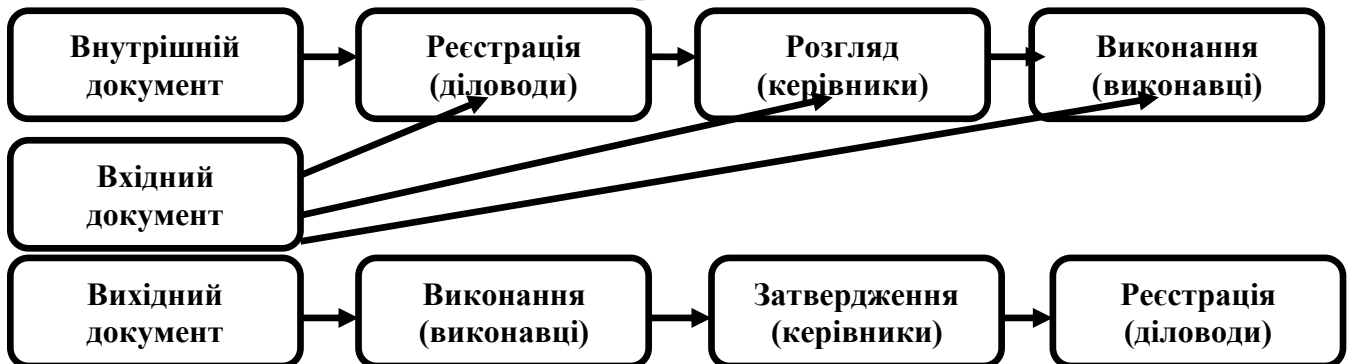 Внутрішній
документ
Реєстрація
(діловоди)
Розгляд
(керівники)
Виконання
(виконавці)
Вхідний
документ
Вихідний
документ
Виконання
(виконавці)
Затвердження
(керівники)
Реєстрація
(діловоди)